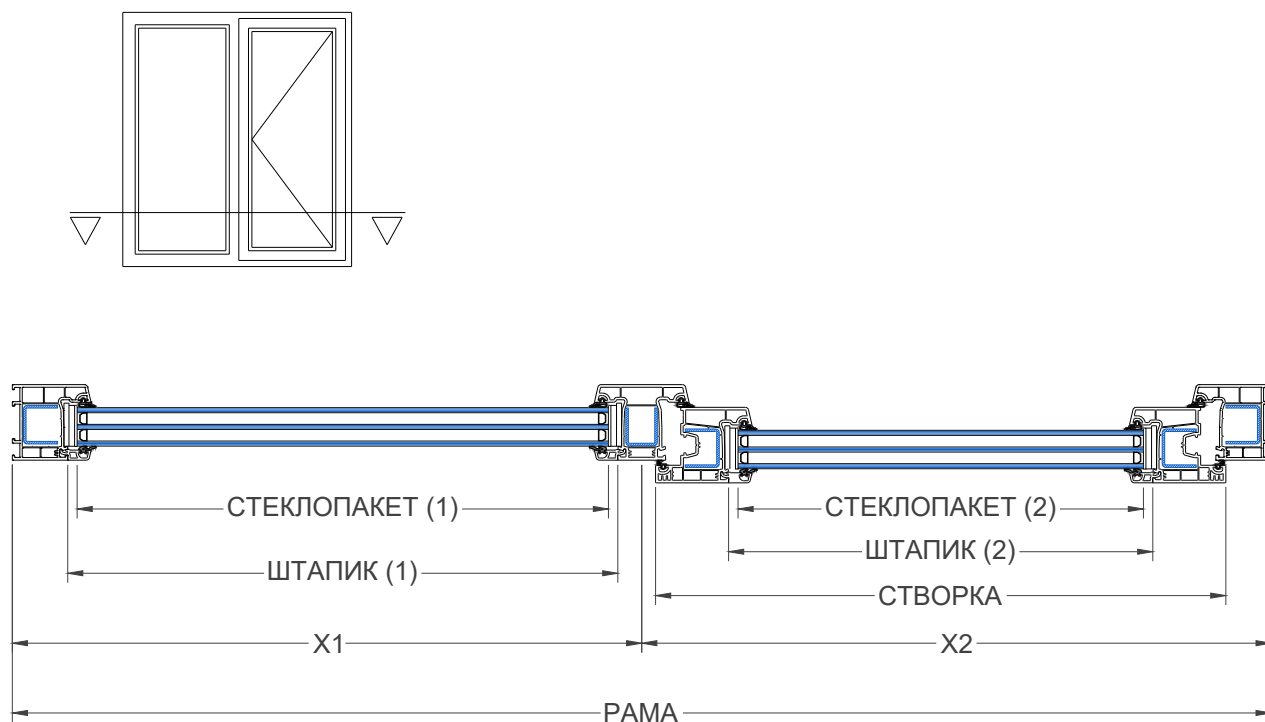 СТЕКЛОПАКЕТ (1)
СТЕКЛОПАКЕТ (2)
ШТАПИК (2)
ШТАПИК (1)
СТВОРКА
X1
X2
РАМА